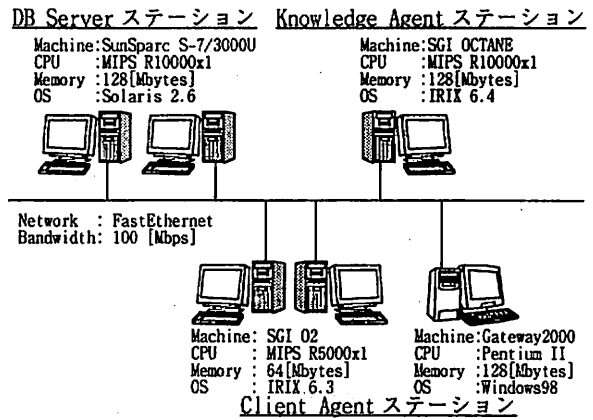 DB Server ステーション
Machine:SunSparc S-7/3000U
CPU :MIPS R10000x1
Memory :128[Mbytes]
OS :Solaris 2.6
Knowledge Agent ステーション
Machine:SGI OCTANE
CPU :MIPS R10000x1
Memory :128[Mbytes]
OS :IRIX 6.4
Network : FastEthernet
Bandwidth: 100 [Mbps]
Machine: SGI O2
CPU : MIPS R5000x1
Memory : 64[Mbytes]
OS : IRIX 6.3
Machine:Gateway2000
CPU :Pentium II
Memory :128[Mbytes]
OS :Windows98
Client Agent ステーション